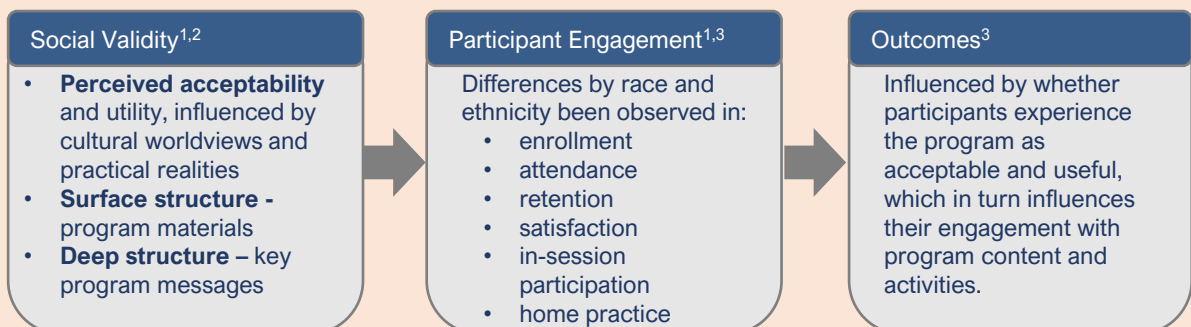 Social Validity1,2
• Perceived acceptability
and utility, influenced by
cultural worldviews and
practical realities
• Surface structure -
program materials
• Deep structure – key
program messages
Participant Engagement1,3
Differences by race and
ethnicity been observed in:
• enrollment
• attendance
• retention
• satisfaction
• in-session
participation
• home practice
Outcomes3
Influenced by whether
participants experience
the program as
acceptable and useful,
which in turn influences
their engagement with
program content and
activities.